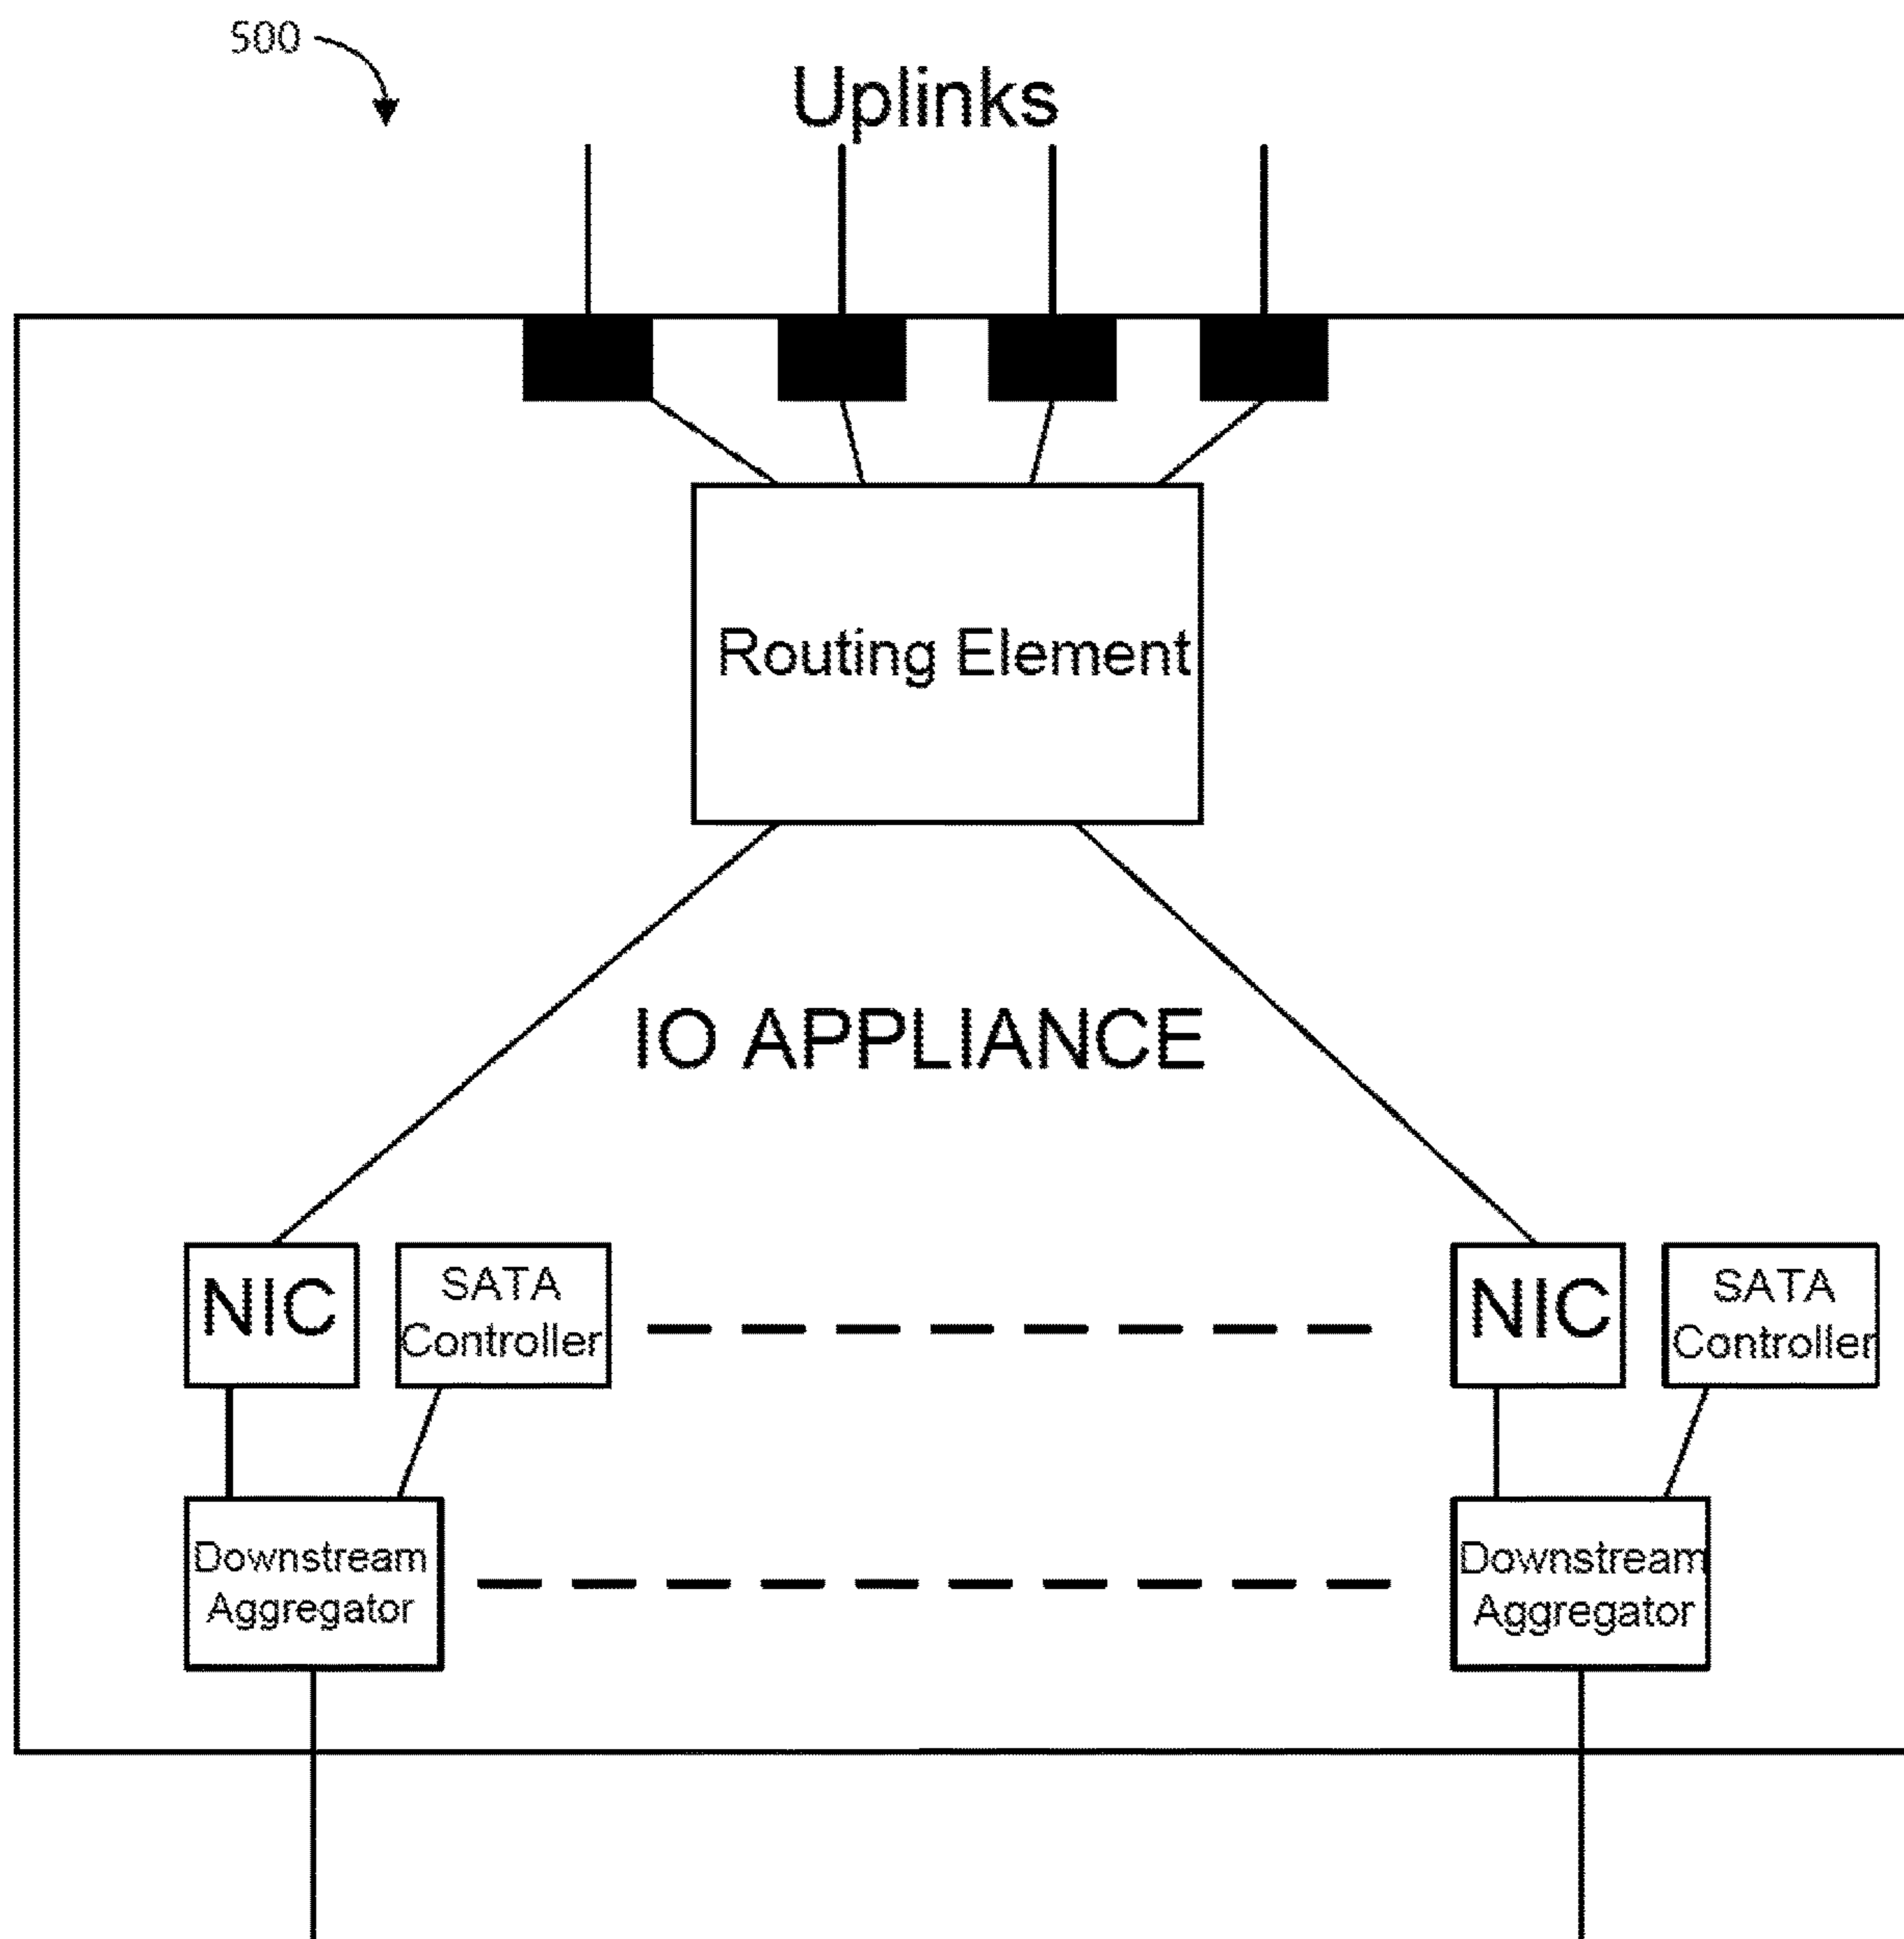 500
Uplinks
Routing Element
IO APPLIANCE
NIC
SATA
Controller
NIC
SATA
Controller
Downstream
Aggregator
Downstream
Aggregator